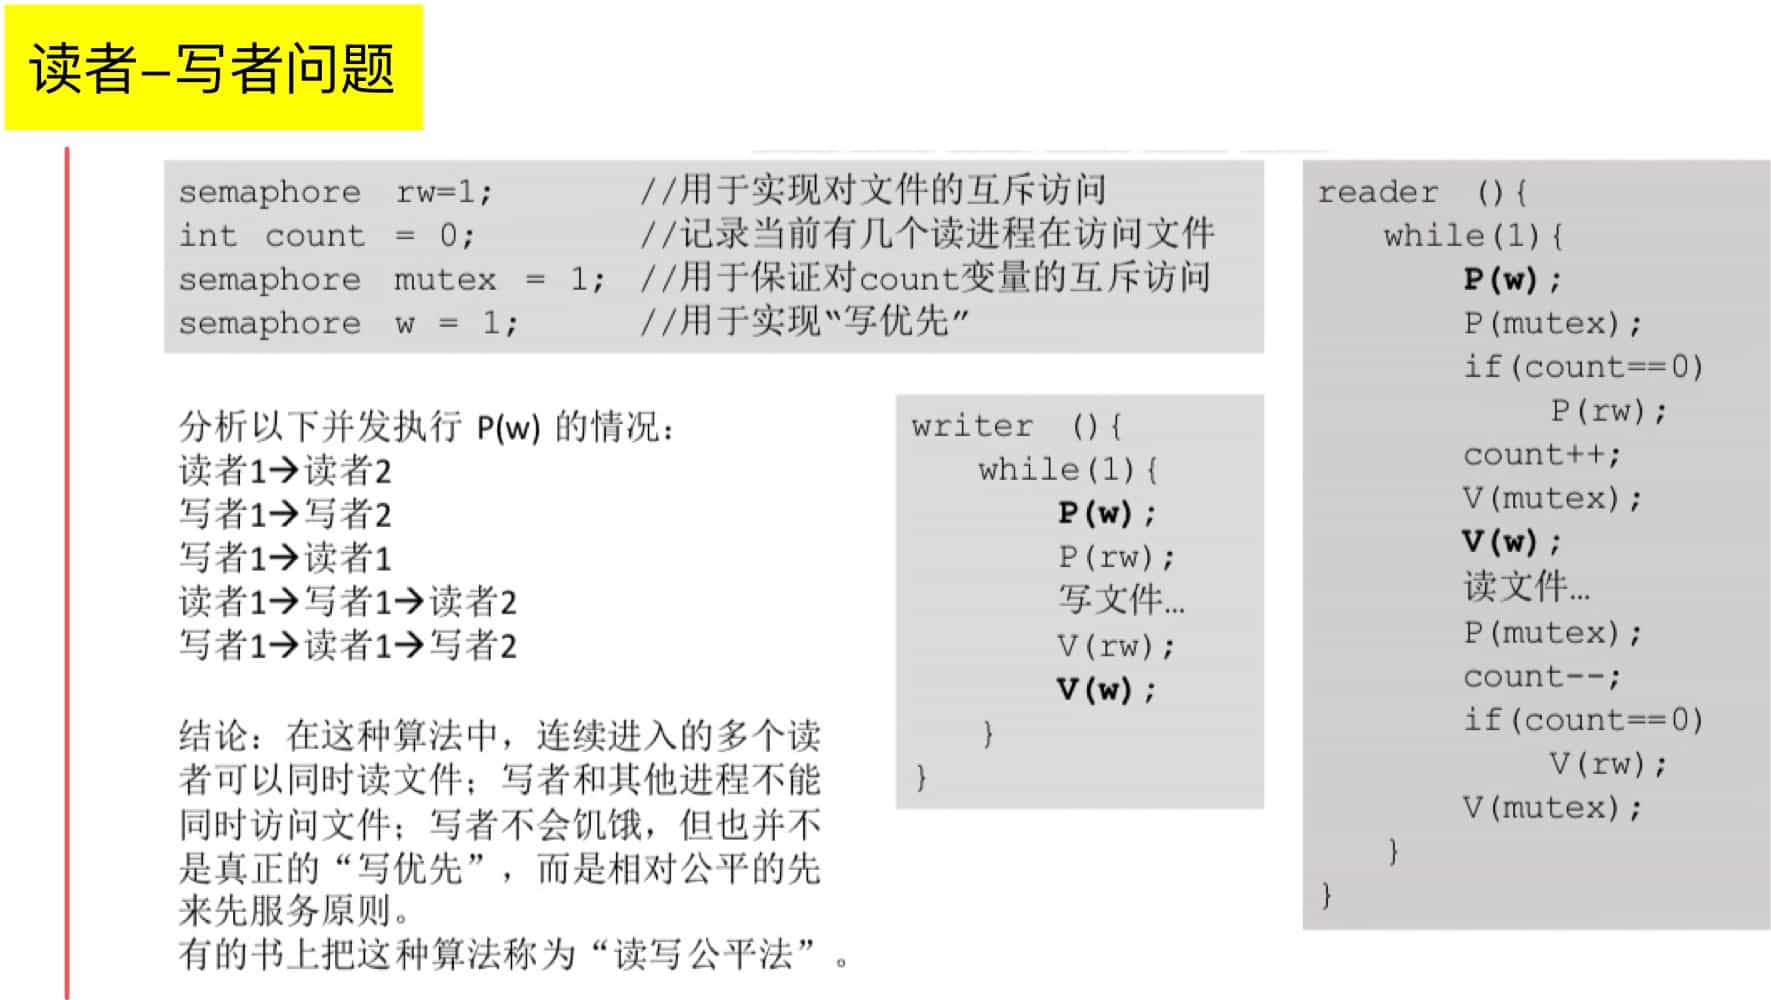 读者–写者问题
semaphore rw=1; //用于实现对文件的互斥访问
int count = 0; //记录当前有几个读进程在访问文件
semaphore mutex = 1; //用于保证对count变量的互斥访问
semaphore w = 1; //用于实现“写优先”
分析以下并发执行 P(w) 的情况：
读者1→读者2
写者1→写者2
写者1→读者1
读者1→写者1→读者2
写者1→读者1→写者2
结论：在这种算法中，连续进入的多个读
者可以同时读文件；写者和其他进程不能
同时访问文件；写者不会饥饿，但也并不
是真正的“写优先”，而是相对公平的先
来先服务原则。
有的书上把这种算法称为“读写公平法”。
writer (){
while(1){
P(w);
P(rw);
写文件…
V(rw);
V(w);
}
}
reader (){
while(1){
P(w);
P(mutex);
if(count==0)
P(rw);
count++;
V(mutex);
V(w);
读文件…
P(mutex);
count--;
if(count==0)
V(rw);
V(mutex);
}
}